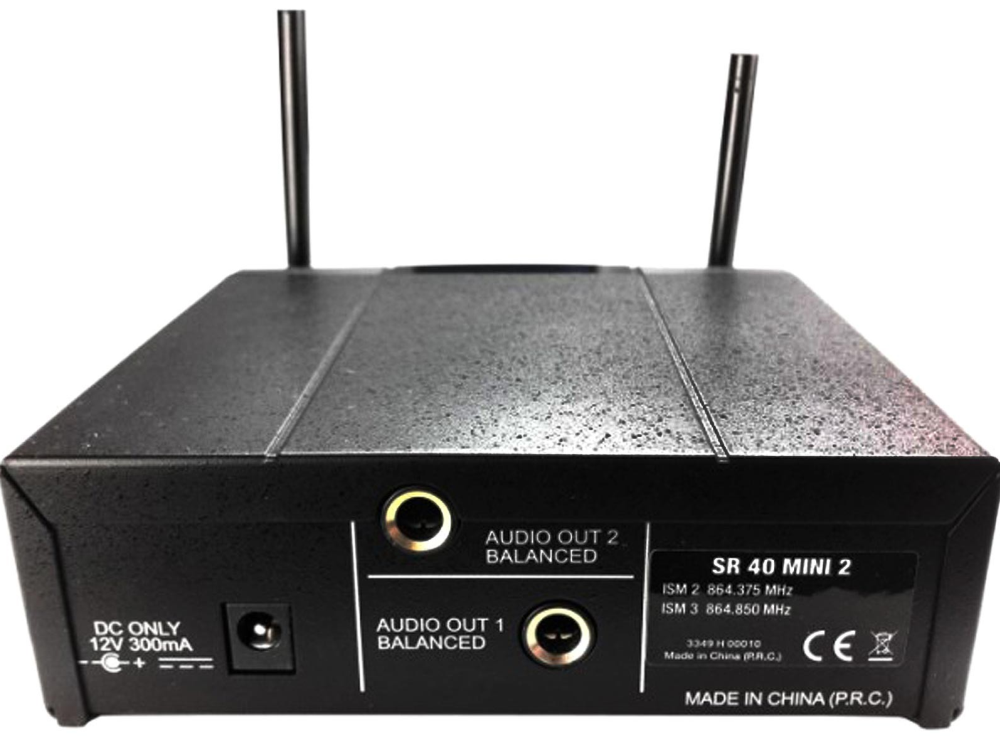 DC ONLY
12V 300mA
AUDIO OUT 2
BALANCED
AUDIO OUT 1
BALANCED
SR 40 MINI 2
ISM 2 864.375 MHz
ISM 3 864.850 MHz
3349 H 00010
Made in China (P.R.C.)
CE
MADE IN CHINA (P.R.C.)